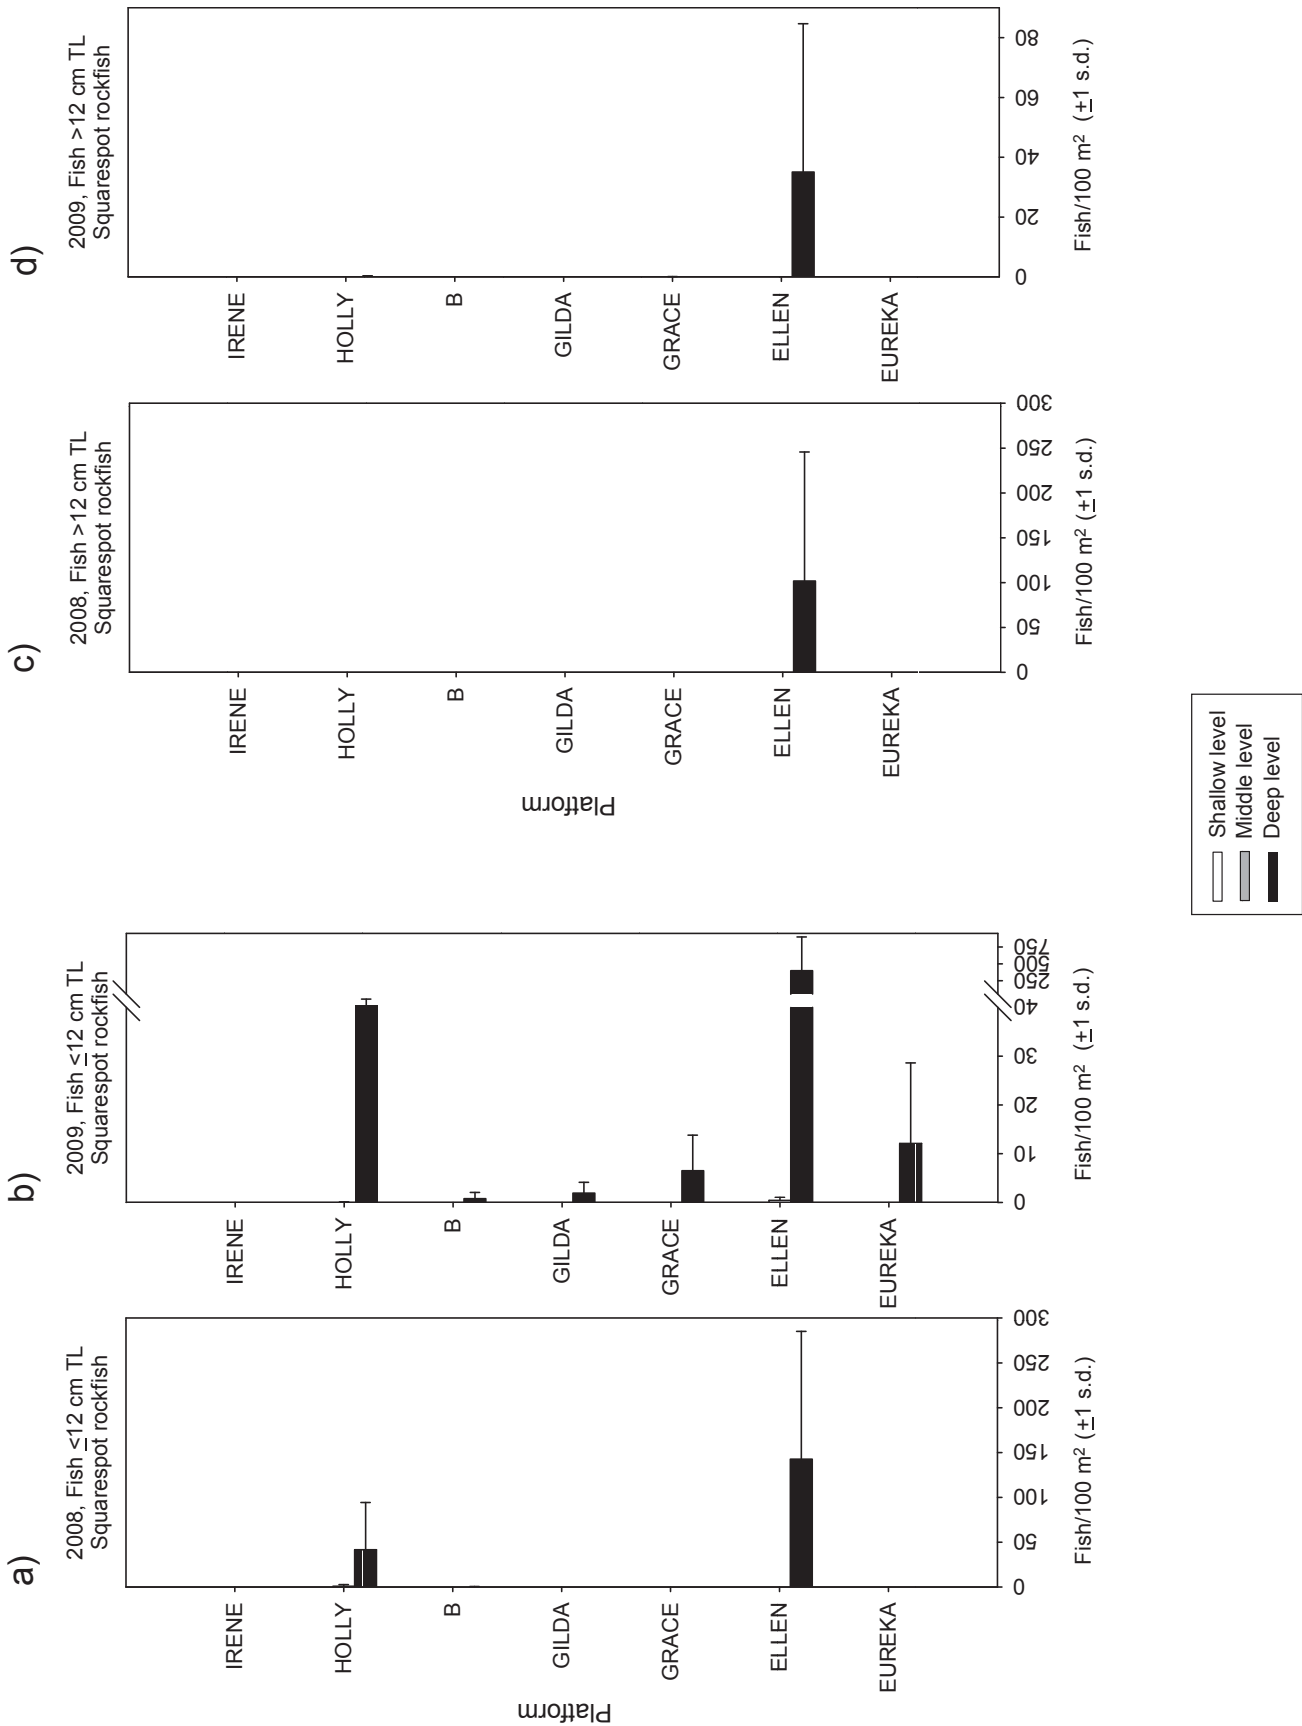 a)
2008, Fish ≤12 cm TL
Squarespot rockfish
Platform
IRENE
HOLLY
B
GILDA
GRACE
ELLEN
EUREKA
0
50
100
150
200
250
300
Fish/100 m² (±1 s.d.)
b)
2009, Fish ≤12 cm TL
Squarespot rockfish
IRENE
HOLLY
B
GILDA
GRACE
ELLEN
EUREKA
0
10
20
30
40
250
500
750
Fish/100 m² (±1 s.d.)
c)
2008, Fish >12 cm TL
Squarespot rockfish
Platform
IRENE
HOLLY
B
GILDA
GRACE
ELLEN
EUREKA
0
50
100
150
200
250
300
Fish/100 m² (±1 s.d.)
d)
2009, Fish >12 cm TL
Squarespot rockfish
IRENE
HOLLY
B
GILDA
GRACE
ELLEN
EUREKA
0
20
40
60
80
Fish/100 m² (±1 s.d.)
Shallow level
Middle level
Deep level